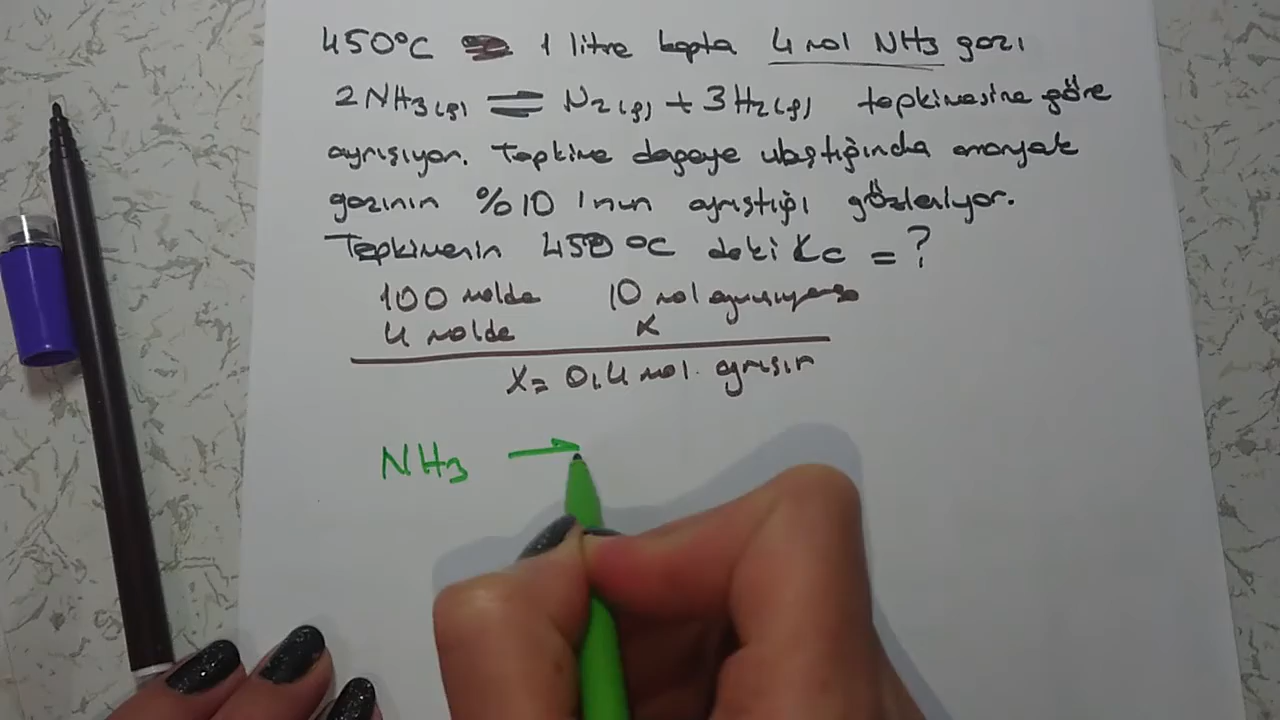 450°C 1 litre kapta 4 mol NH3 gazı
2NH3(g) ⇌ N2(g) + 3H2(g) tepkimesine göre
ayrışıyor. Tepkime dengeye ulaştığında amonyak
gazının %10 'nun ayrıştığı gözleniyor.
Tepkimenin 450 °C deki Kc = ?
100 molde 10 mol ayrışıyorsa
4 molde x
x= 0,4 mol. ayrışır
NH3 →